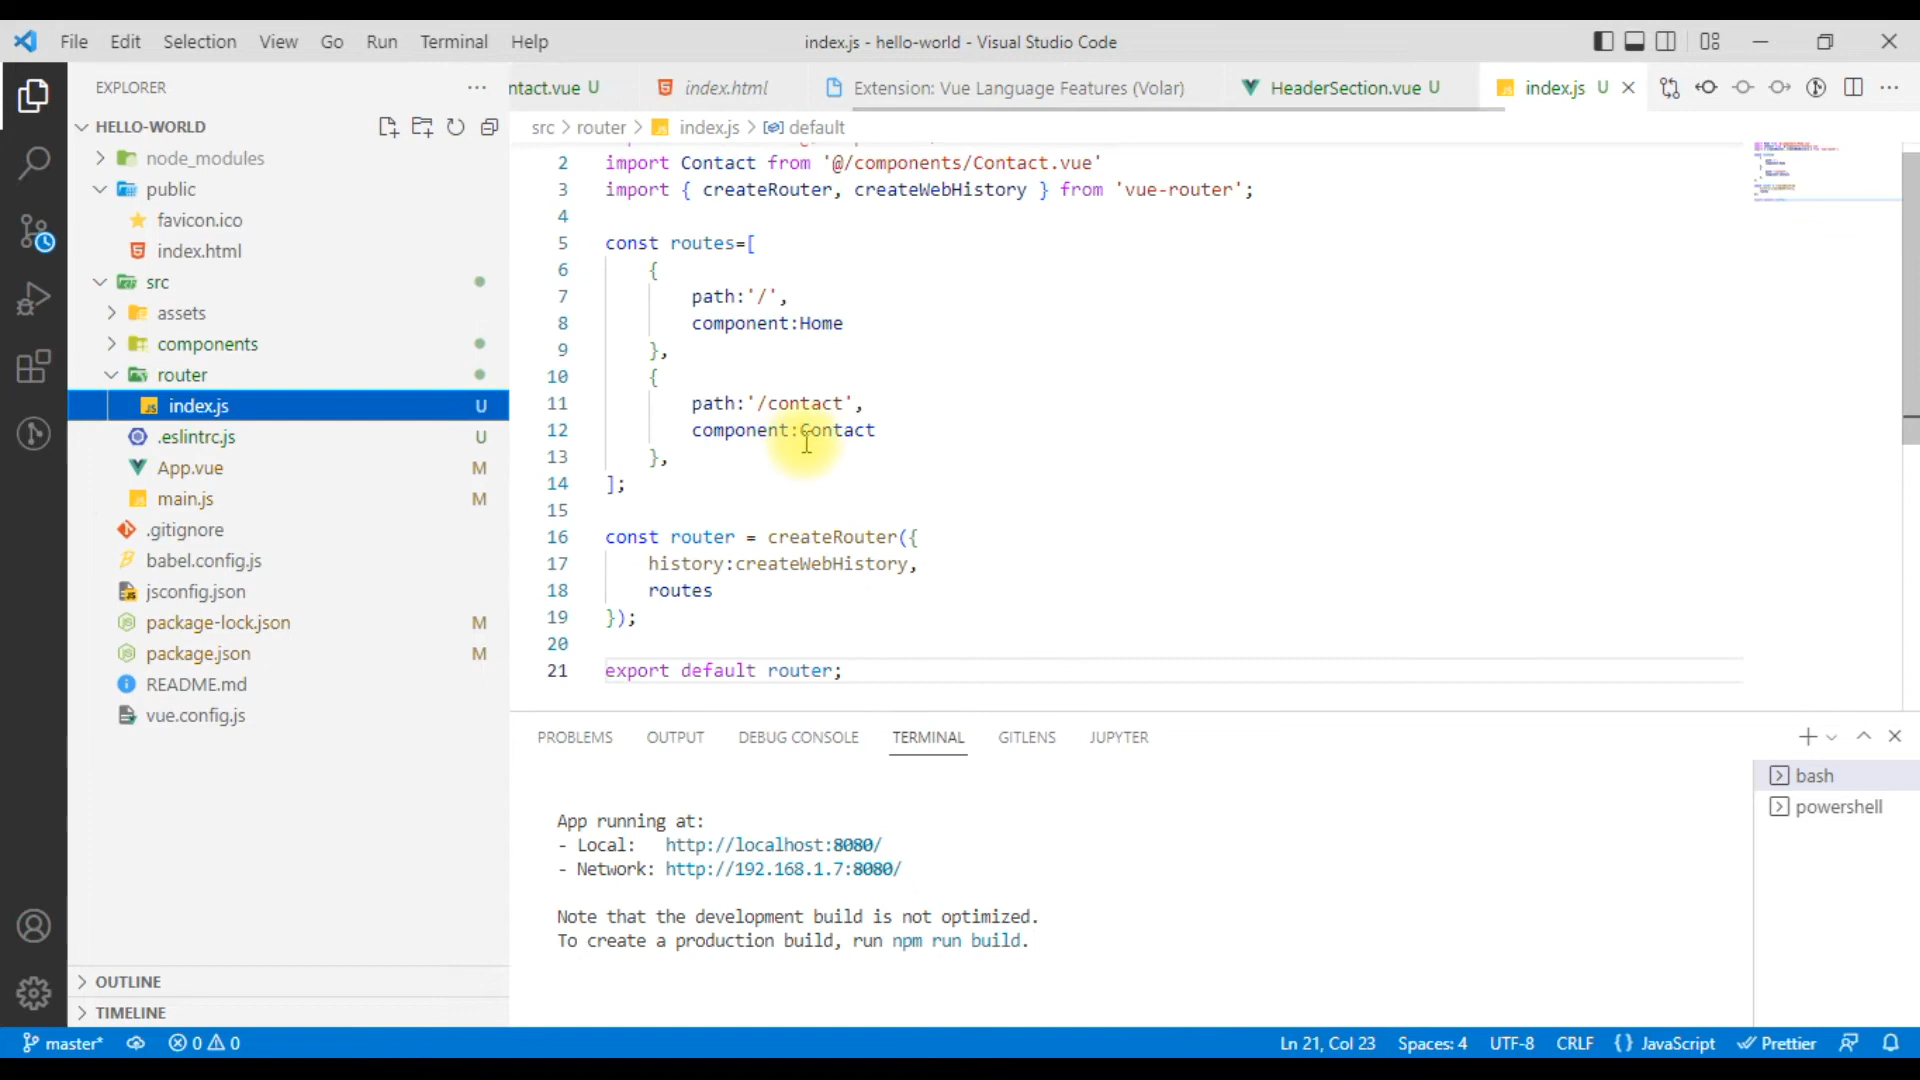 File Edit Selection View Go Run Terminal Help
index.js - hello-world - Visual Studio Code
EXPLORER
HELLO-WORLD
node_modules
public
favicon.ico
index.html
src
assets
components
router
index.js U
.eslintrc.js U
App.vue M
main.js M
.gitignore
babel.config.js
jsconfig.json
package-lock.json M
package.json M
README.md
vue.config.js
OUTLINE
TIMELINE
ntact.vue U index.html Extension: Vue Language Features (Volar) HeaderSection.vue U index.js U
src > router > index.js > default
2 import Contact from '@/components/Contact.vue'
3 import { createRouter, createWebHistory } from 'vue-router';
4
5 const routes=[
6 {
7 path:'/',
8 component:Home
9 },
10 {
11 path:'/contact',
12 component:Contact
13 },
14 ];
15
16 const router = createRouter({
17 history:createWebHistory,
18 routes
19 });
20
21 export default router;
PROBLEMS OUTPUT DEBUG CONSOLE TERMINAL GITLENS JUPYTER
App running at:
- Local: http://localhost:8080/
- Network: http://192.168.1.7:8080/
Note that the development build is not optimized.
To create a production build, run npm run build.
bash
powershell
master* 0 0 Ln 21, Col 23 Spaces: 4 UTF-8 CRLF {} JavaScript Prettier